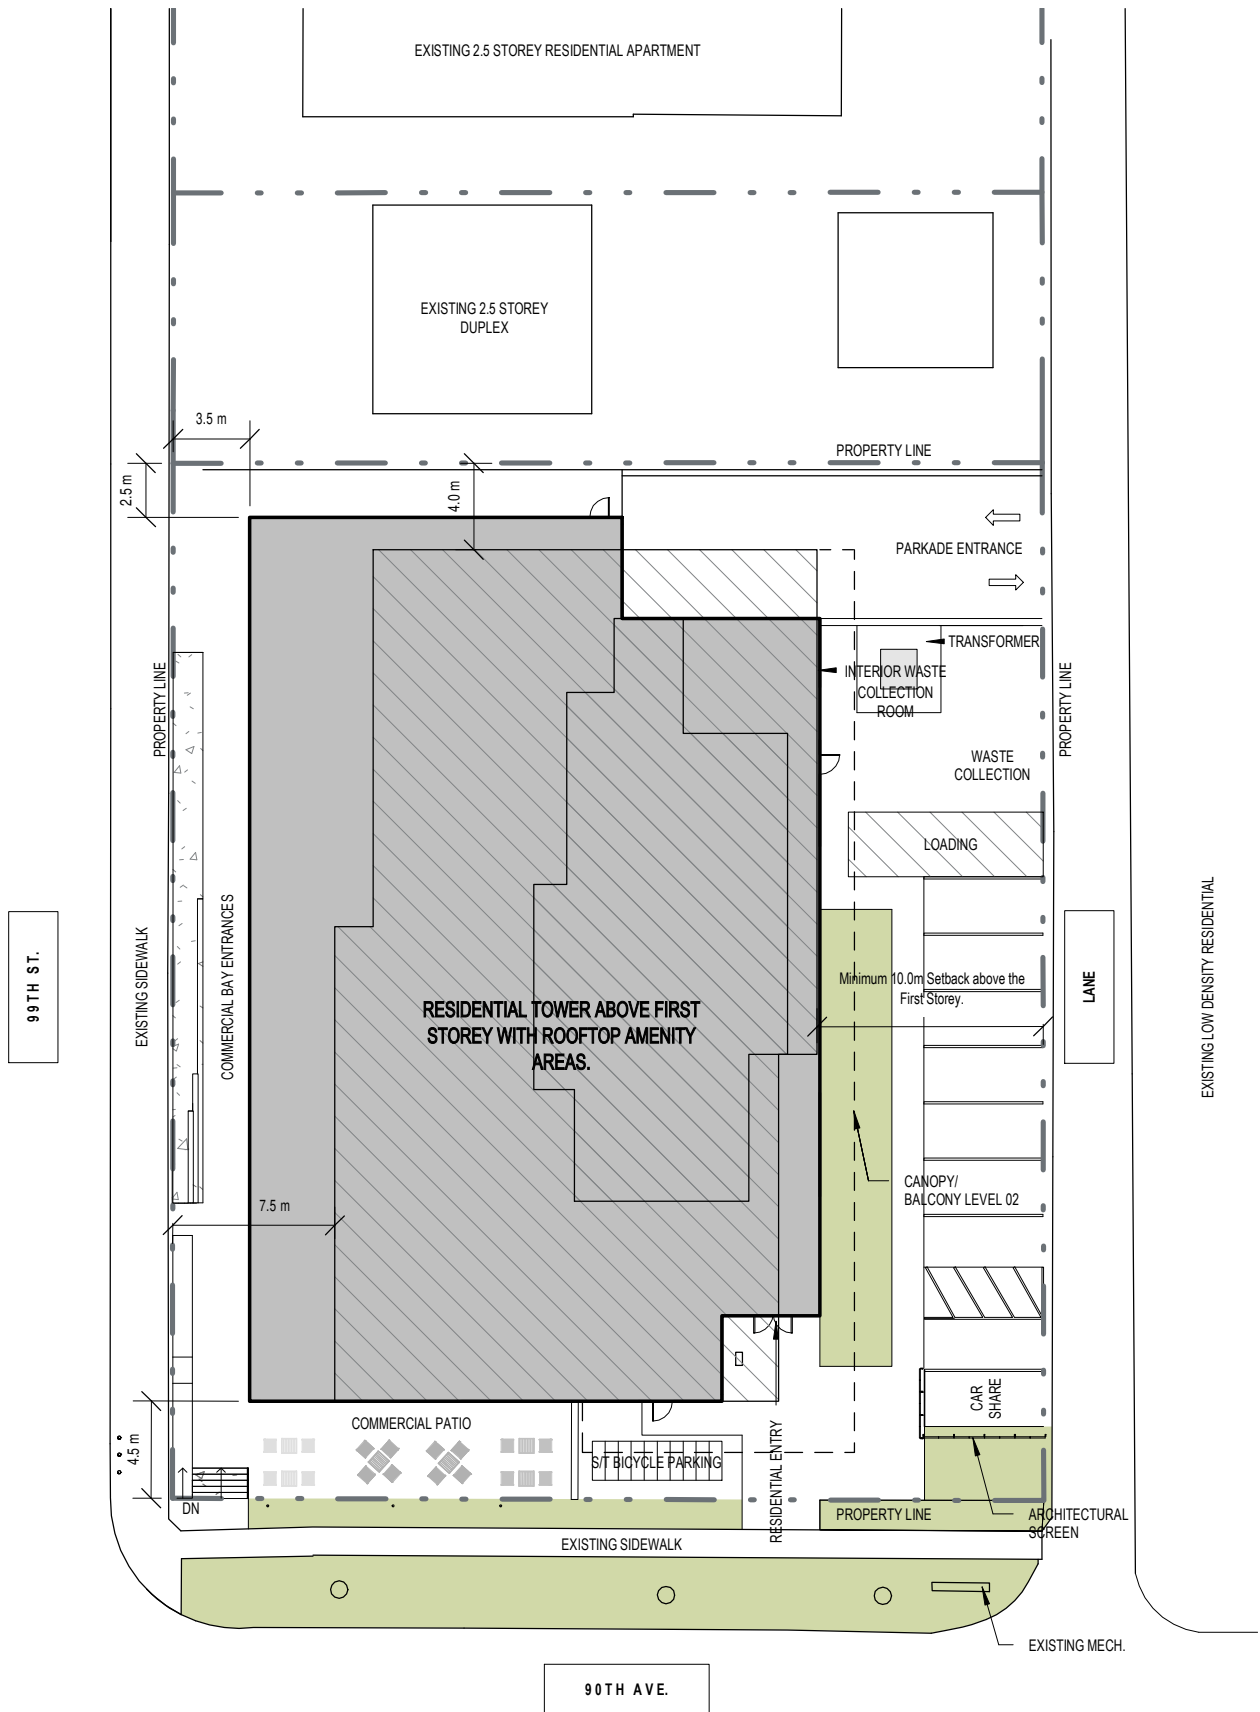 EXISTING 2.5 STOREY RESIDENTIAL APARTMENT
EXISTING 2.5 STOREY
DUPLEX
3.5 m
PROPERTY LINE
2.5 m
4.0 m
PARKADE ENTRANCE
TRANSFORMER
INTERIOR WASTE
COLLECTION
ROOM
PROPERTY LINE
PROPERTY LINE
WASTE
COLLECTION
LOADING
99TH ST.
EXISTING SIDEWALK
COMMERCIAL BAY ENTRANCES
Minimum 10.0m Setback above the
First Storey.
LANE
EXISTING LOW DENSITY RESIDENTIAL
RESIDENTIAL TOWER ABOVE FIRST
STOREY WITH ROOFTOP AMENITY
AREAS.
CANOPY/
BALCONY LEVEL 02
7.5 m
CAR
SHARE
COMMERCIAL PATIO
4.5 m
S/T BICYCLE PARKING
RESIDENTIAL ENTRY
DN
PROPERTY LINE
ARCHITECTURAL
SCREEN
EXISTING SIDEWALK
EXISTING MECH.
90TH AVE.